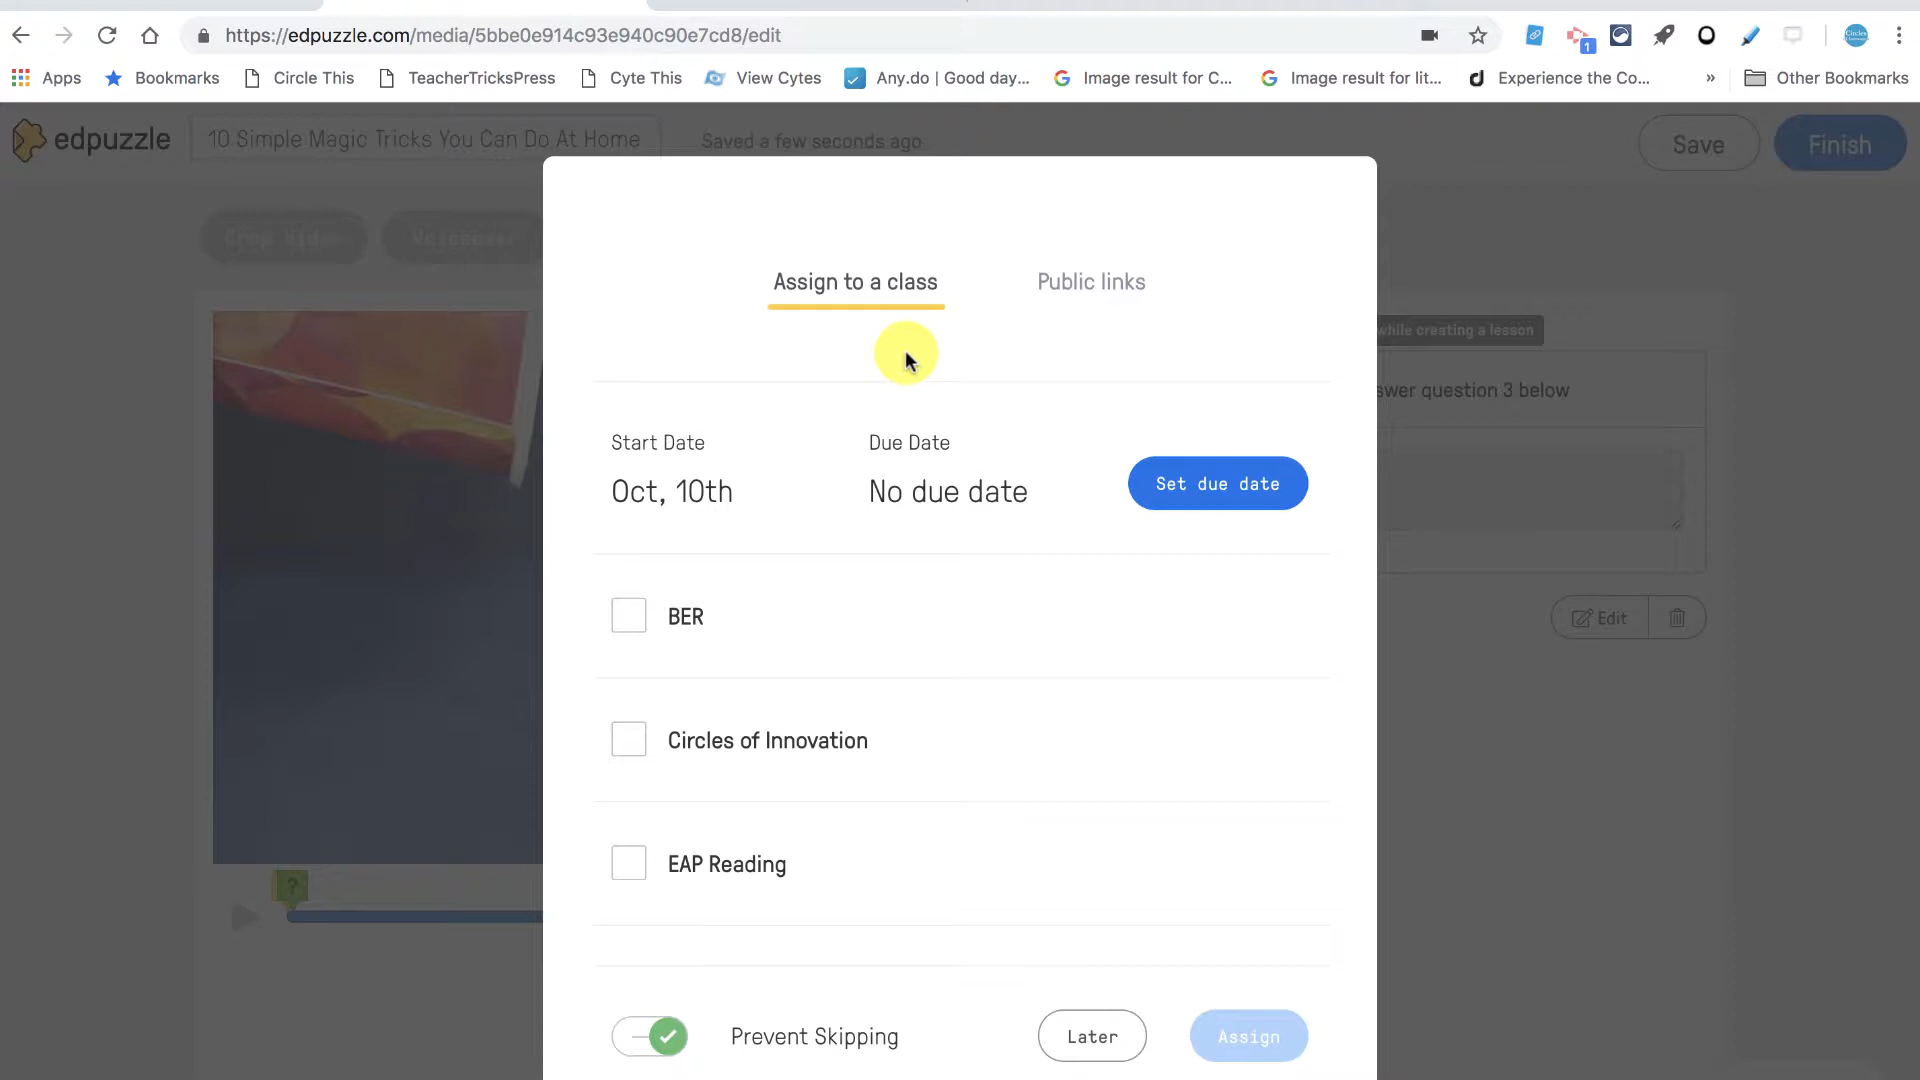 https://edpuzzle.com/media/5bbe0e914c93e940c90e7cd8/edit
1
Apps
Bookmarks
Circle This
TeacherTricksPress
Cyte This
View Cytes
Any.do | Good day...
Image result for C...
Image result for lit...
Experience the Co...
»
Other Bookmarks
edpuzzle
10 Simple Magic Tricks You Can Do At Home
Saved a few seconds ago
Save
Finish
Crop
Assign to a class
Public links
while creating a lesson
swer question 3 below
Start Date
Due Date
Oct, 10th
No due date
Set due date
BER
Edit
Circles of Innovation
EAP Reading
?
Prevent Skipping
Later
Assign